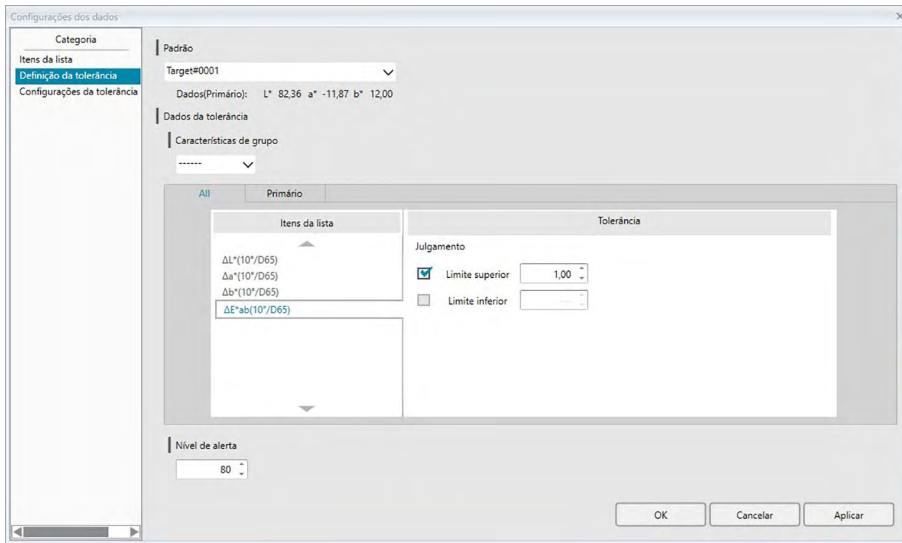 Configurações dos dados
Categoria
Itens da lista
Definição da tolerância
Configurações da tolerância
Padrão
Target#0001
Dados(Primário): L* 82,36 a* -11,87 b* 12,00
Dados da tolerância
Características de grupo
------
All Primário
Itens da lista
ΔL*(10°/D65)
Δa*(10°/D65)
Δb*(10°/D65)
ΔE*ab(10°/D65)
Tolerância
Julgamento
Limite superior 1,00
Limite inferior
Nível de alerta
80
OK Cancelar Aplicar